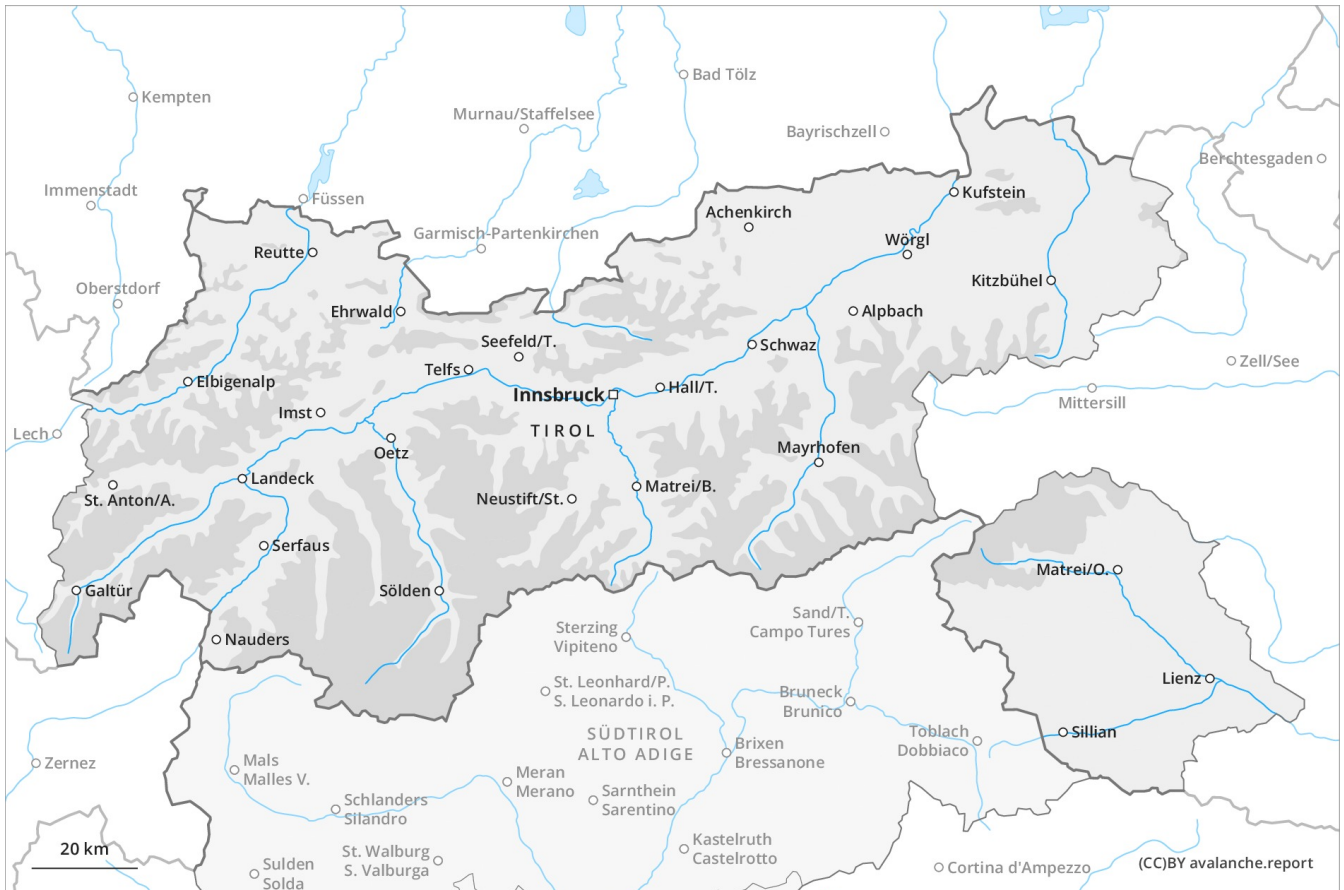 Bad Tölz
Kempten
Murnau/Staffelsee
Bayrischzell
Berchtesgaden
Immenstadt
Füssen
Kufstein
Achenkirch
Garmisch-Partenkirchen
Wörgl
Reutte
Oberstdorf
Kitzbühel
Ehrwald
Alpbach
Seefeld/T.
Schwaz
Telfs
Zell/See
Elbigenalp
Innsbruck
Hall/T.
Mittersill
Imst
TIROL
Lech
Oetz
Mayrhofen
Landeck
St. Anton/A.
Neustift/St.
Matrei/B.
Serfaus
Matrei/O.
Galtür
Sölden
Sand/T.
Campo Tures
Sterzing
Vipiteno
Nauders
Lienz
St. Leonhard/P.
S. Leonardo i. P.
Bruneck
Brunico
SÜDTIROL
ALTO ADIGE
Toblach
Dobbiaco
Sillian
Brixen
Bressanone
Zernez
Mals
Malles V.
Meran
Merano
Sarnthein
Sarentino
Schlanders
Silandro
Kastelruth
Castelrotto
20 km
St. Walburg
S. Valburga
Sulden
Solda
Cortina d'Ampezzo
(CC)BY avalanche.report